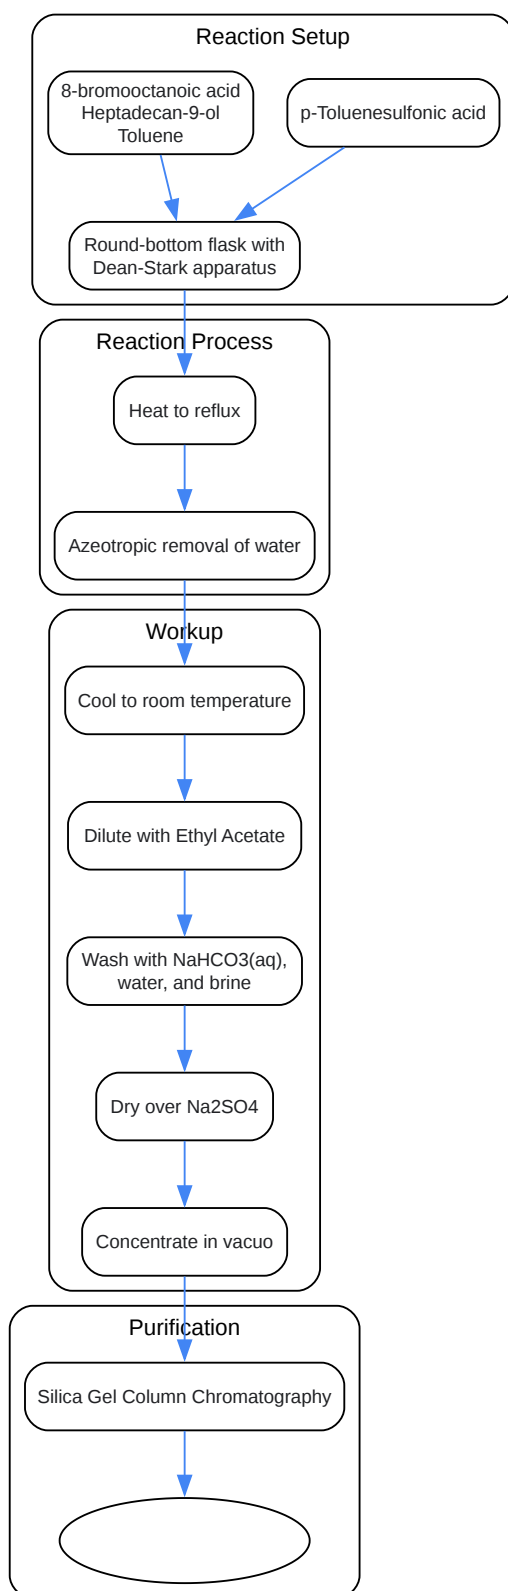 Reaction Setup
8-bromooctanoic acid
Heptadecan-9-ol
Toluene
p-Toluenesulfonic acid
Round-bottom flask with
Dean-Stark apparatus
Reaction Process
Heat to reflux
Azeotropic removal of water
Workup
Cool to room temperature
Dilute with Ethyl Acetate
Wash with NaHCO3(aq),
water, and brine
Dry over Na2SO4
Concentrate in vacuo
Purification
Silica Gel Column Chromatography